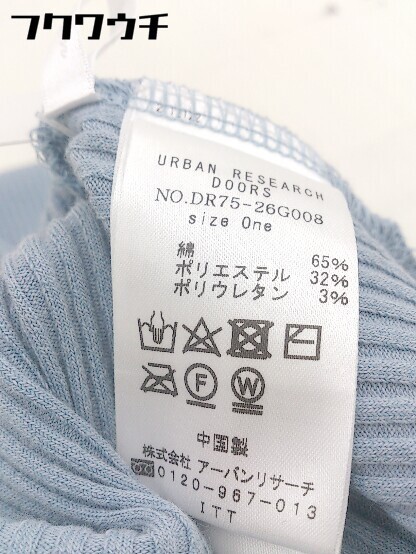 フクワウチ
URBAN RESEARCH
DOORS
NO.DR75-26G008
size One
綿 65%
ポリエステル 32%
ポリウレタン 3%
F W
中国製
株式会社 アーバンリサーチ
0120-967-013
ITT